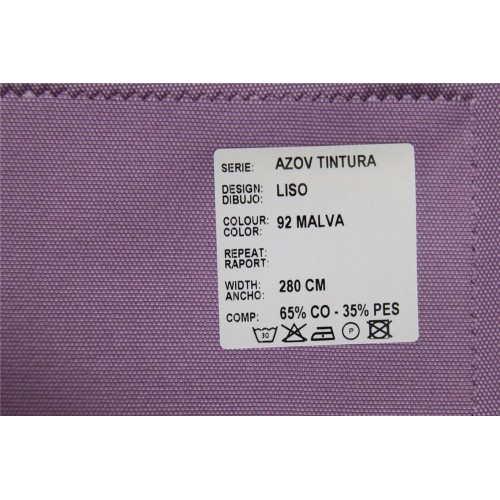 SERIE: AZOV TINTURA
DESIGN: LISO
DIBUJO:
COLOUR: 92 MALVA
COLOR:
REPEAT:
RAPORT:
WIDTH: 280 CM
ANCHO:
COMP: 65% CO - 35% PES
30 P